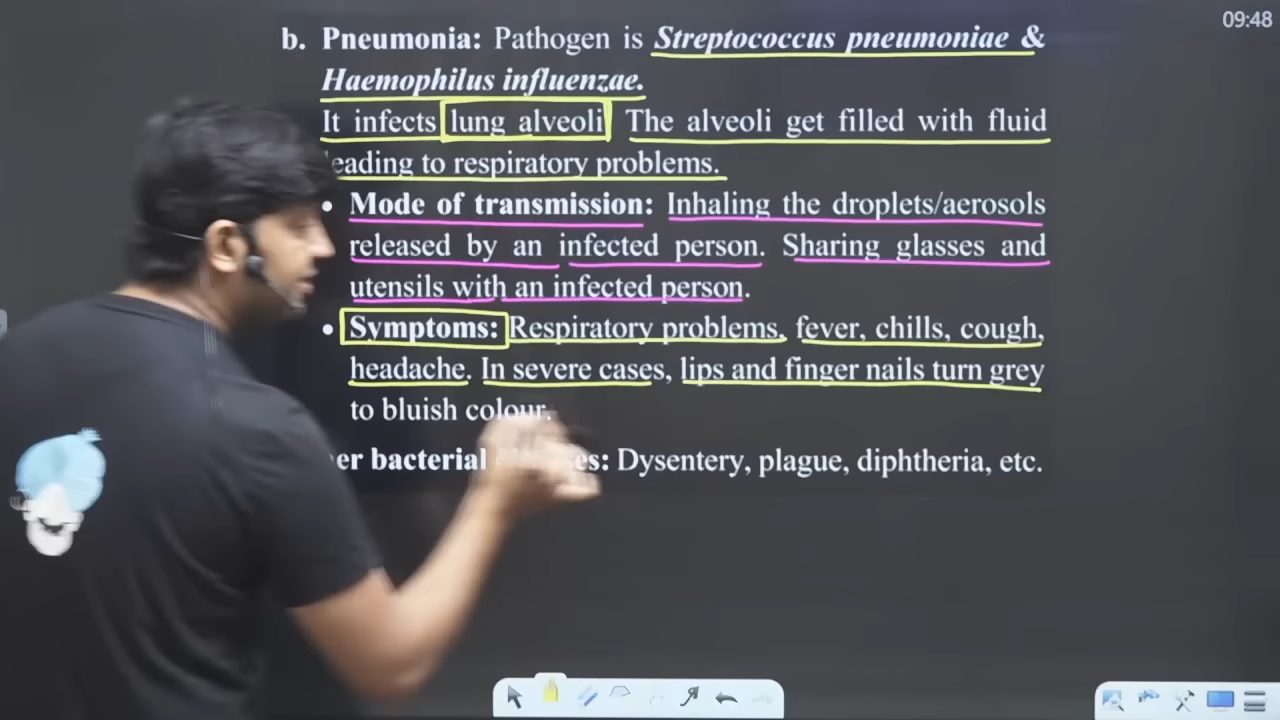 09:48
b. Pneumonia: Pathogen is Streptococcus pneumoniae &
Haemophilus influenzae.
It infects lung alveoli The alveoli get filled with fluid
eading to respiratory problems.
• Mode of transmission: Inhaling the droplets/aerosols
released by an infected person. Sharing glasses and
utensils with an infected person.
• Symptoms: Respiratory problems, fever, chills, cough,
headache. In severe cases, lips and finger nails turn grey
to bluish colour.
er bacterial es: Dysentery, plague, diphtheria, etc.